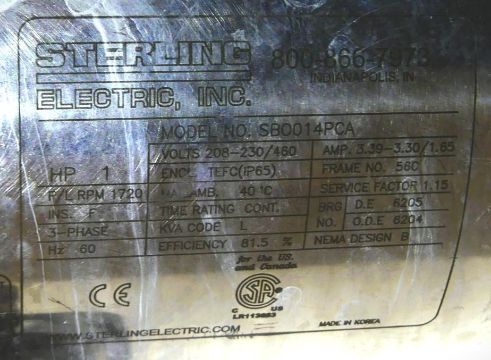 STERLING 800-866-7973
INDIANAPOLIS, IN
ELECTRIC, INC.
MODEL NO. SB0014PCA
HP 1 VOLTS 208-230/460 AMP. 3.39-3.30/1.65
ENCL. TEFC(IP65) FRAME NO. 56C
F/L RPM 1720 MAX.AMB. 40 °C SERVICE FACTOR 1.15
INS. F TIME RATING CONT. BRG D.E 6205
3-PHASE KVA CODE L NO. O.D.E 6204
Hz 60 EFFICIENCY 81.5 % NEMA DESIGN B
for the US.
and Canada
CE
SA
C US
LR113863
WWW.STERLINGELECTRIC.COM MADE IN KOREA